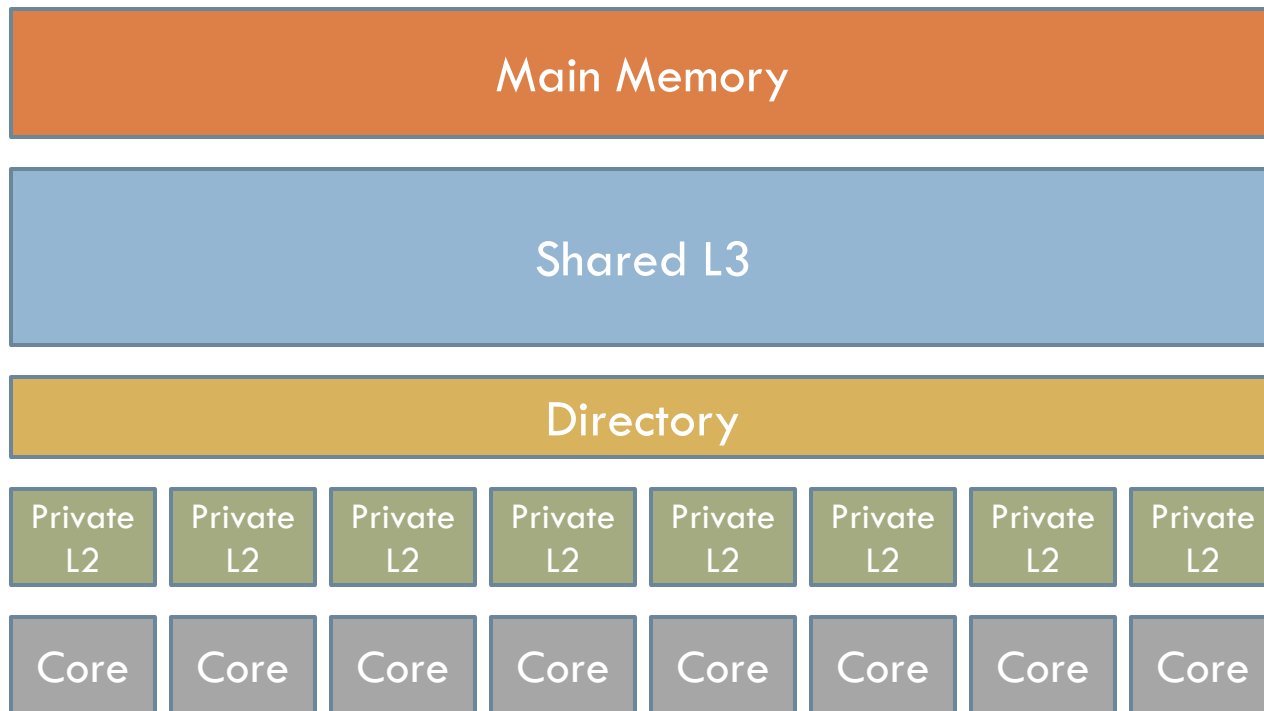 Main Memory
Shared L3
Directory
Private Private Private Private Private Private Private Private
L2 L2 L2 L2 L2 L2 L2 L2
Core Core Core Core Core Core Core Core